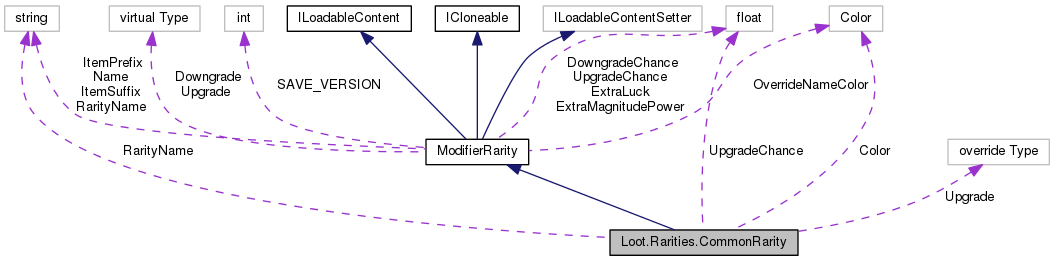 string
virtual Type
int
ILoadableContent
ICloneable
ILoadableContentSetter
float
Color
ItemPrefix
Name
ItemSuffix
RarityName
Downgrade
Upgrade
SAVE_VERSION
DowngradeChance
UpgradeChance
ExtraLuck
ExtraMagnitudePower
OverrideNameColor
RarityName
ModifierRarity
UpgradeChance
Color
override Type
Upgrade
Loot.Rarities.CommonRarity